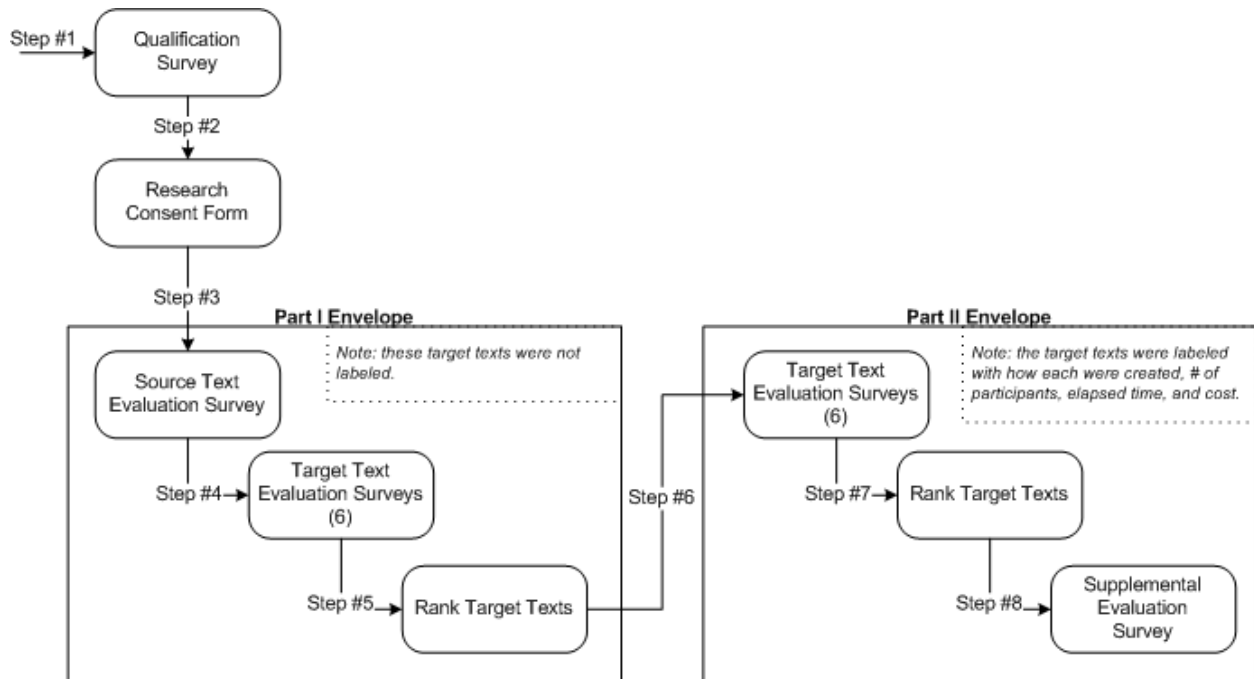 Step #1
Qualification
Survey
Step #2
Research
Consent Form
Step #3
Part I Envelope
Note: these target texts were not
labeled.
Source Text
Evaluation Survey
Step #4
Target Text
Evaluation Surveys
(6)
Step #5
Rank Target Texts
Step #6
Part II Envelope
Note: the target texts were labeled
with how each were created, # of
participants, elapsed time, and cost.
Target Text
Evaluation Surveys
(6)
Step #7
Rank Target Texts
Step #8
Supplemental
Evaluation
Survey